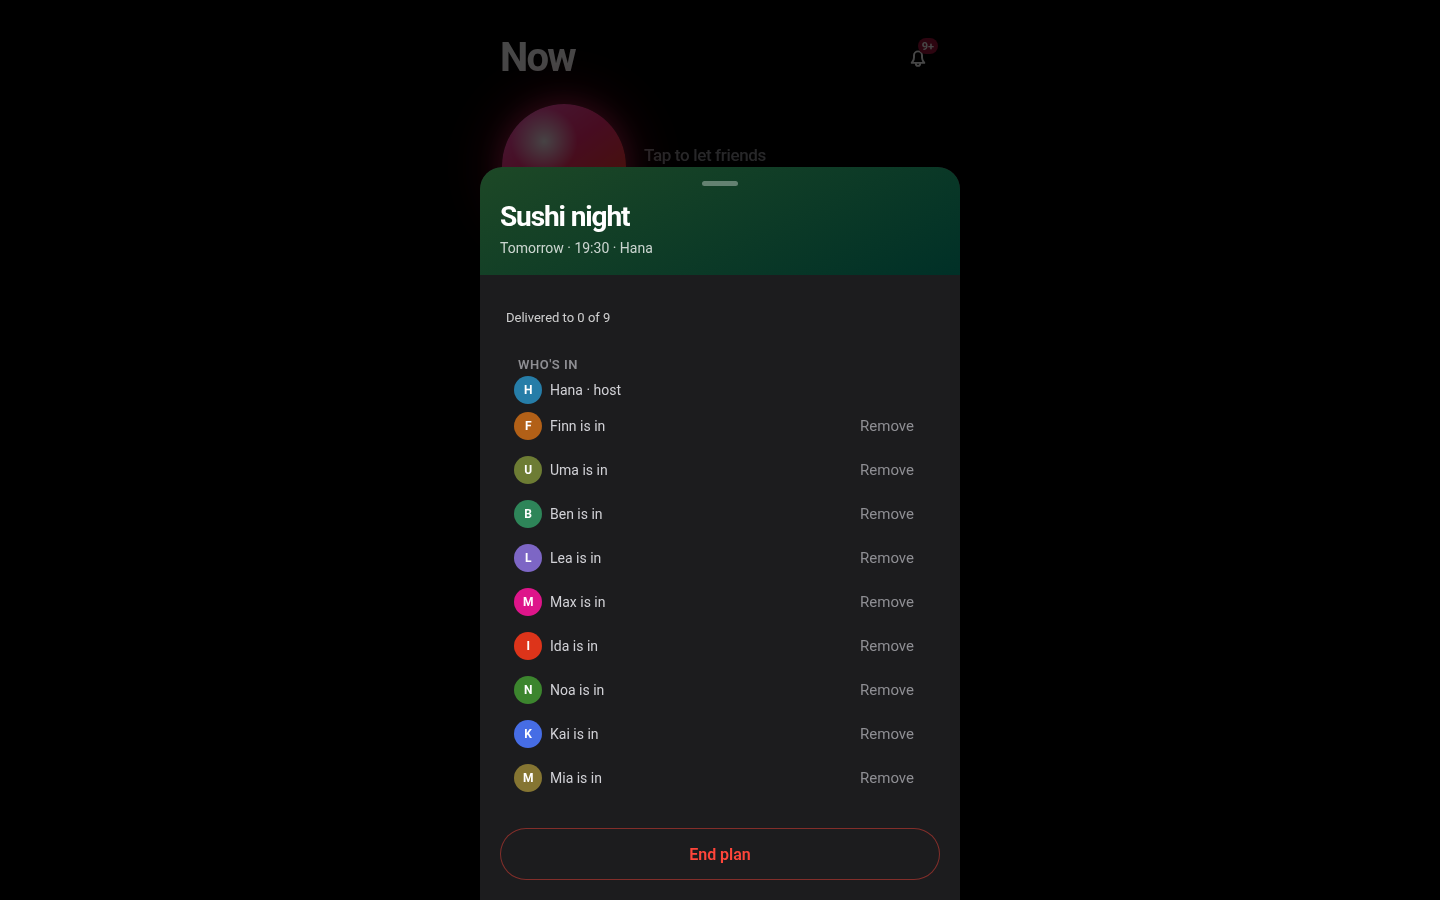 Now
9+
Tap to let friends
Sushi night
Tomorrow · 19:30 · Hana
Delivered to 0 of 9
WHO'S IN
H Hana · host
F Finn is in Remove
U Uma is in Remove
B Ben is in Remove
L Lea is in Remove
M Max is in Remove
I Ida is in Remove
N Noa is in Remove
K Kai is in Remove
M Mia is in Remove
End plan